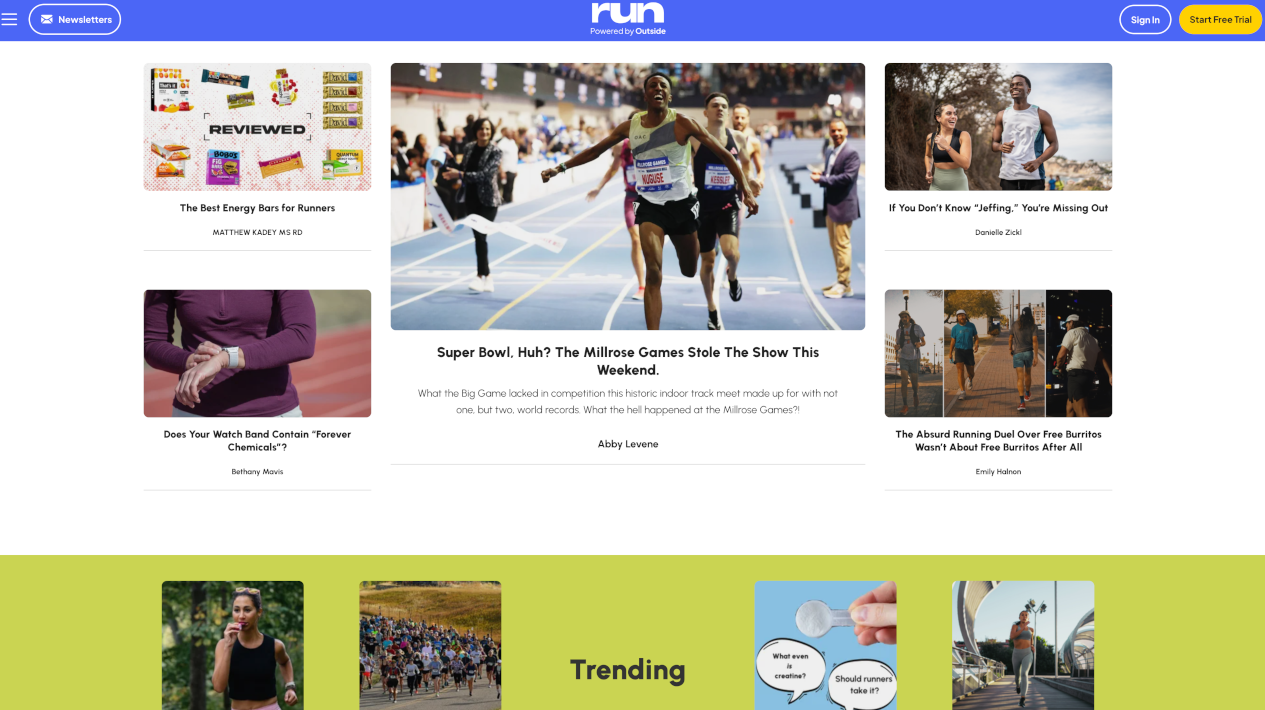 Newsletters
run
Powered by Outside
Sign In
Start Free Trial
REVIEWED
BOBO'S
The Best Energy Bars for Runners
MATTHEW KADEY MS RD
Does Your Watch Band Contain “Forever
Chemicals”?
Bethany Mavis
MILLROSE GAMES
NUGUSE
KESSLER
Super Bowl, Huh? The Millrose Games Stole The Show This
Weekend.
What the Big Game lacked in competition this historic indoor track meet made up for with not
one, but two, world records. What the hell happened at the Millrose Games?!
Abby Levene
If You Don’t Know “Jeffing,” You’re Missing Out
Danielle Zickl
The Absurd Running Duel Over Free Burritos
Wasn’t About Free Burritos After All
Emily Halnon
Trending
What even
is
creatine?
Should runners
take it?